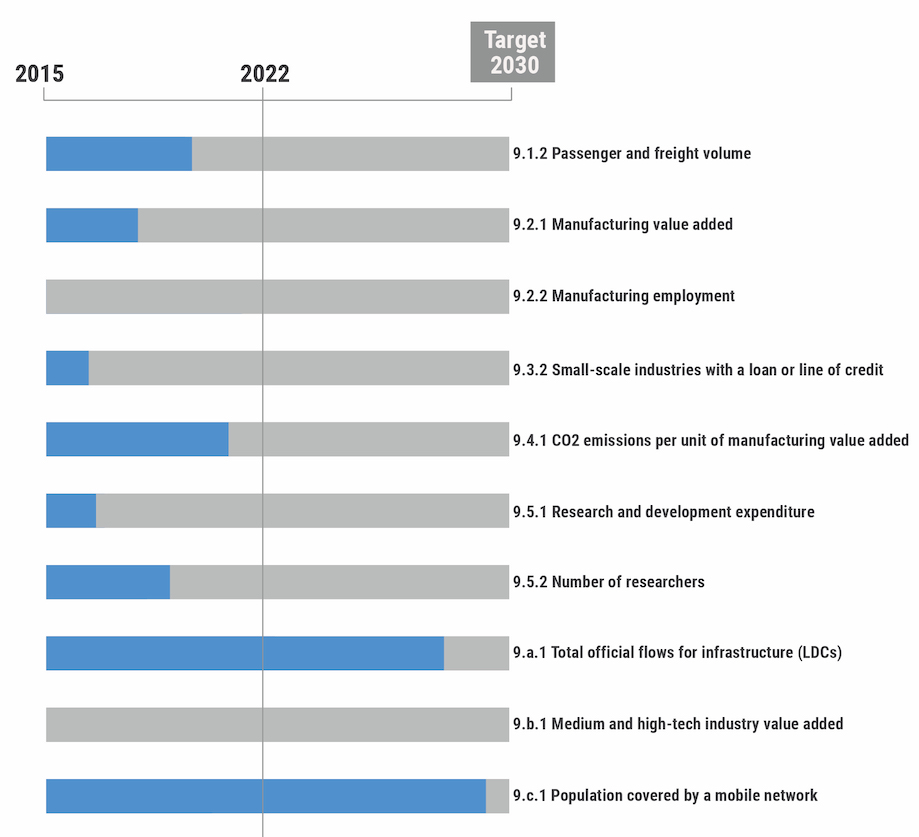 Target
2030
2015
2022
9.1.2 Passenger and freight volume
9.2.1 Manufacturing value added
9.2.2 Manufacturing employment
9.3.2 Small-scale industries with a loan or line of credit
9.4.1 CO2 emissions per unit of manufacturing value added
9.5.1 Research and development expenditure
9.5.2 Number of researchers
9.a.1 Total official flows for infrastructure (LDCs)
9.b.1 Medium and high-tech industry value added
9.c.1 Population covered by a mobile network